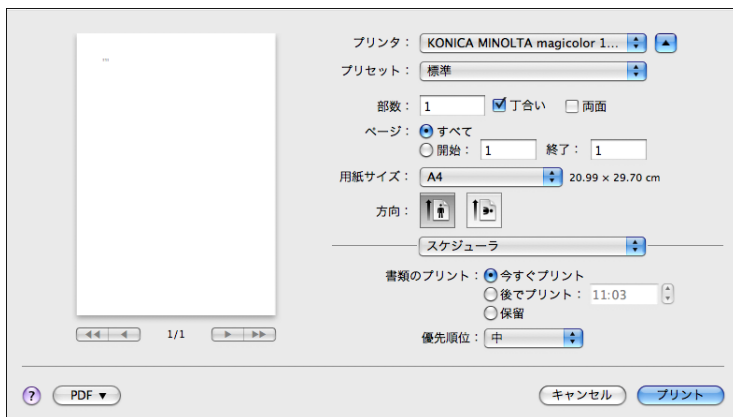 プリンタ： KONICA MINOLTA magicolor 1...
プリセット： 標準
部数： 1 丁合い 両面
ページ： すべて
開始： 1 終了： 1
用紙サイズ： A4 20.99 × 29.70 cm
方向：
スケジューラ
書類のプリント： 今すぐプリント
後でプリント： 11:03
保留
優先順位： 中
1/1
? PDF ▼ キャンセル プリント